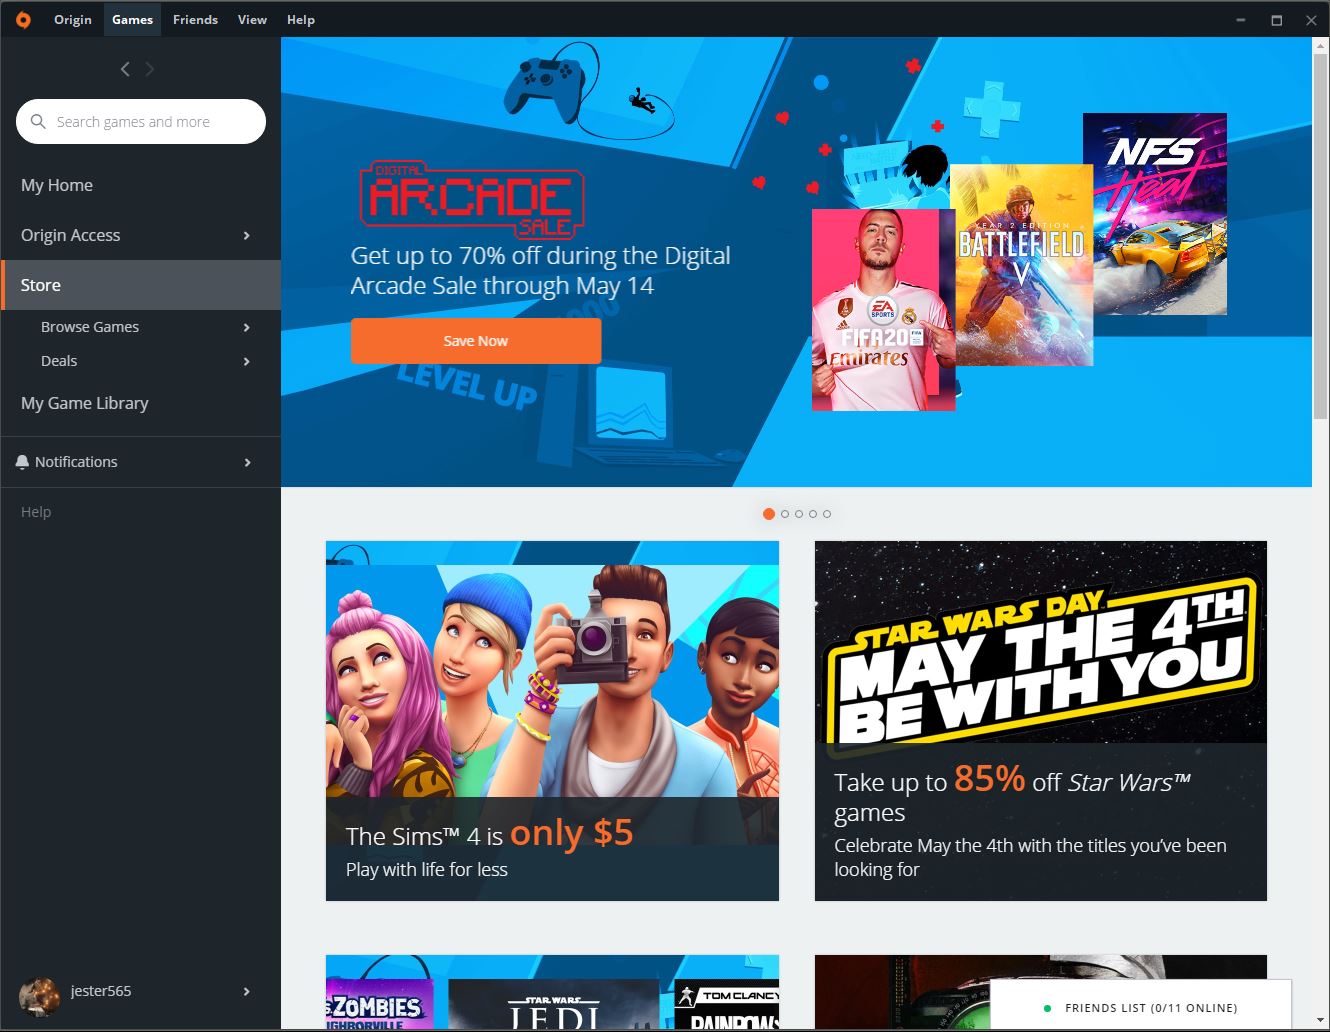 Origin
Games
Friends
View
Help
Search games and more
My Home
Origin Access
Store
Browse Games
Deals
My Game Library
Notifications
Help
jester565
DIGITAL
ARCADE
SALE
Get up to 70% off during the Digital
Arcade Sale through May 14
Save Now
LEVEL UP
EA
SPORTS
FIFA20
FIFA
Emirates
YEAR 2 EDITION
BATTLEFIELD
V
NFS
Heat
The Sims™ 4 is only $5
Play with life for less
STAR WARS DAY
MAY THE 4TH
BE WITH YOU
Take up to 85% off Star Wars™
games
Celebrate May the 4th with the titles you’ve been
looking for
ZOMBIES
STAR WARS
JEDI
TOM CLANCY
RAINBOW
FRIENDS LIST (0/11 ONLINE)